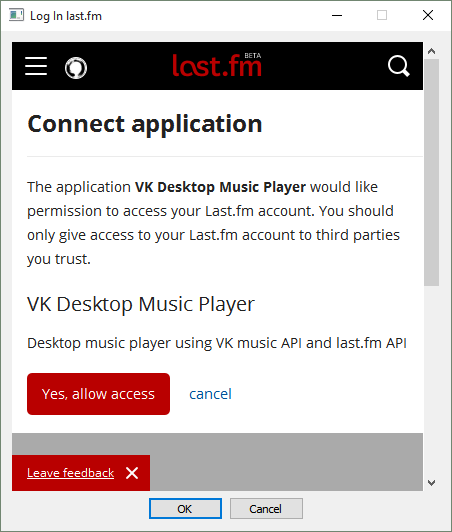 Log In last.fm
last.fm BETA
Connect application
The application VK Desktop Music Player would like
permission to access your Last.fm account. You should
only give access to your Last.fm account to third parties
you trust.
VK Desktop Music Player
Desktop music player using VK music API and last.fm API
Yes, allow access cancel
Leave feedback
OK Cancel